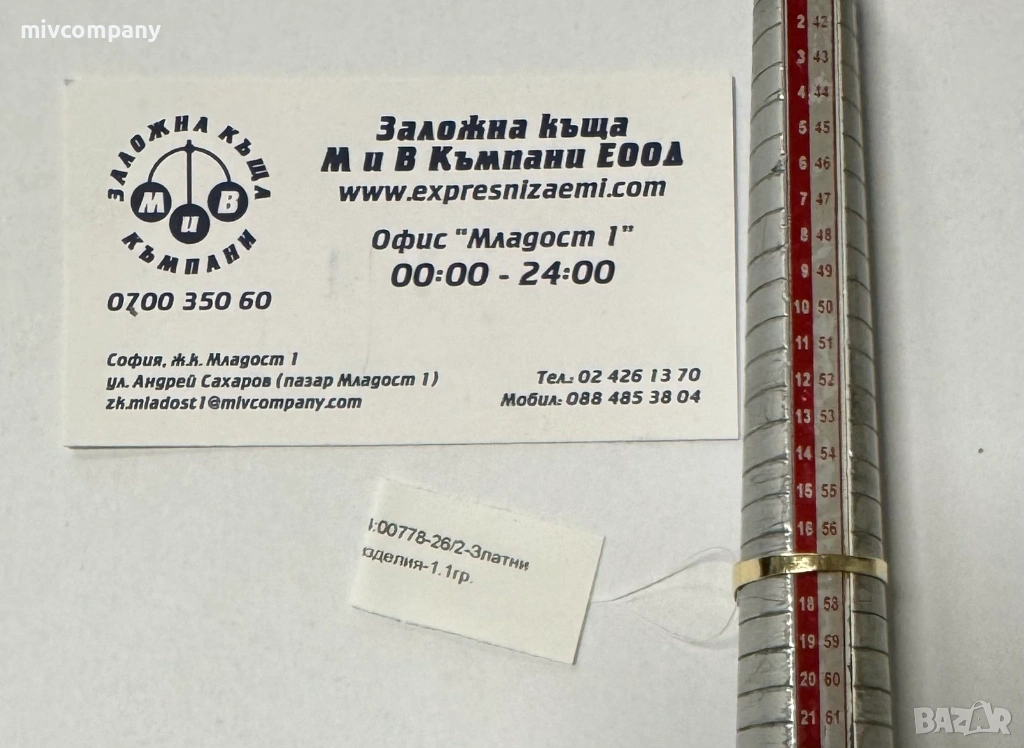 mivcompany
ЗАЛОЖНА КЪЩА
М и В
КЪМПАНИ
0700 350 60
Заложна къща
М и В Къмпани ЕООД
www.expresnizaemi.com
Офис "Младост 1"
00:00 - 24:00
София, ж.к. Младост 1
ул. Андрей Сахаров (пазар Младост 1)
zk.mladost1@mivcompany.com
Тел.: 02 426 13 70
Мобил: 088 485 38 04
:00778-26/2-Златни
зделия-1.1гр.
2 42
3 43
4 44
5 45
6 46
7 47
8 48
9 49
10 50
11 51
12 52
13 53
14 54
15 55
16 56
18 58
19 59
20 60
21 61
BAZAR